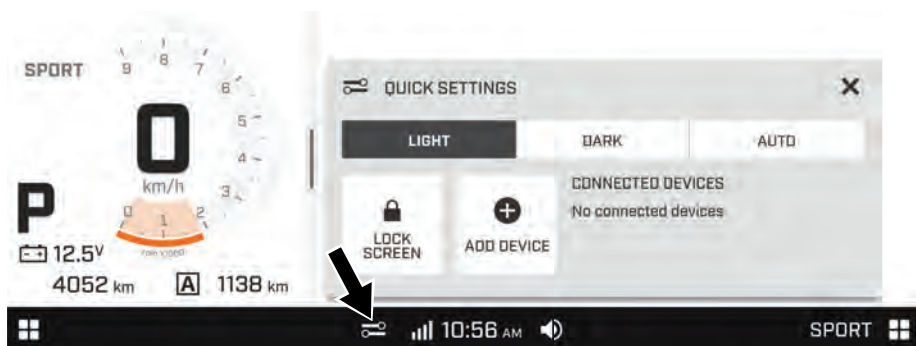 SPORT
9 8 7
6
5
4
3
0 1 2
0
km/h
P
12.5V
4052 km A 1138 km
QUICK SETTINGS
LIGHT DARK AUTO
LOCK
SCREEN
ADD DEVICE
CONNECTED DEVICES
No connected devices
10:56 AM
SPORT